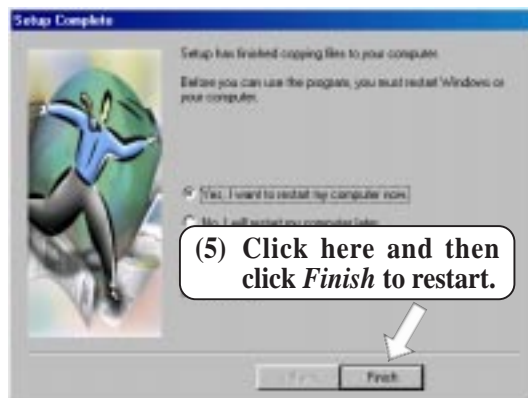 Setup Complete
Setup has finished copying files to your computer.
Before you can use the program, you must restart Windows or
your computer.
Yes, I want to restart my computer now.
No, I will restart my computer later.
(5) Click here and then
click Finish to restart.
Finish